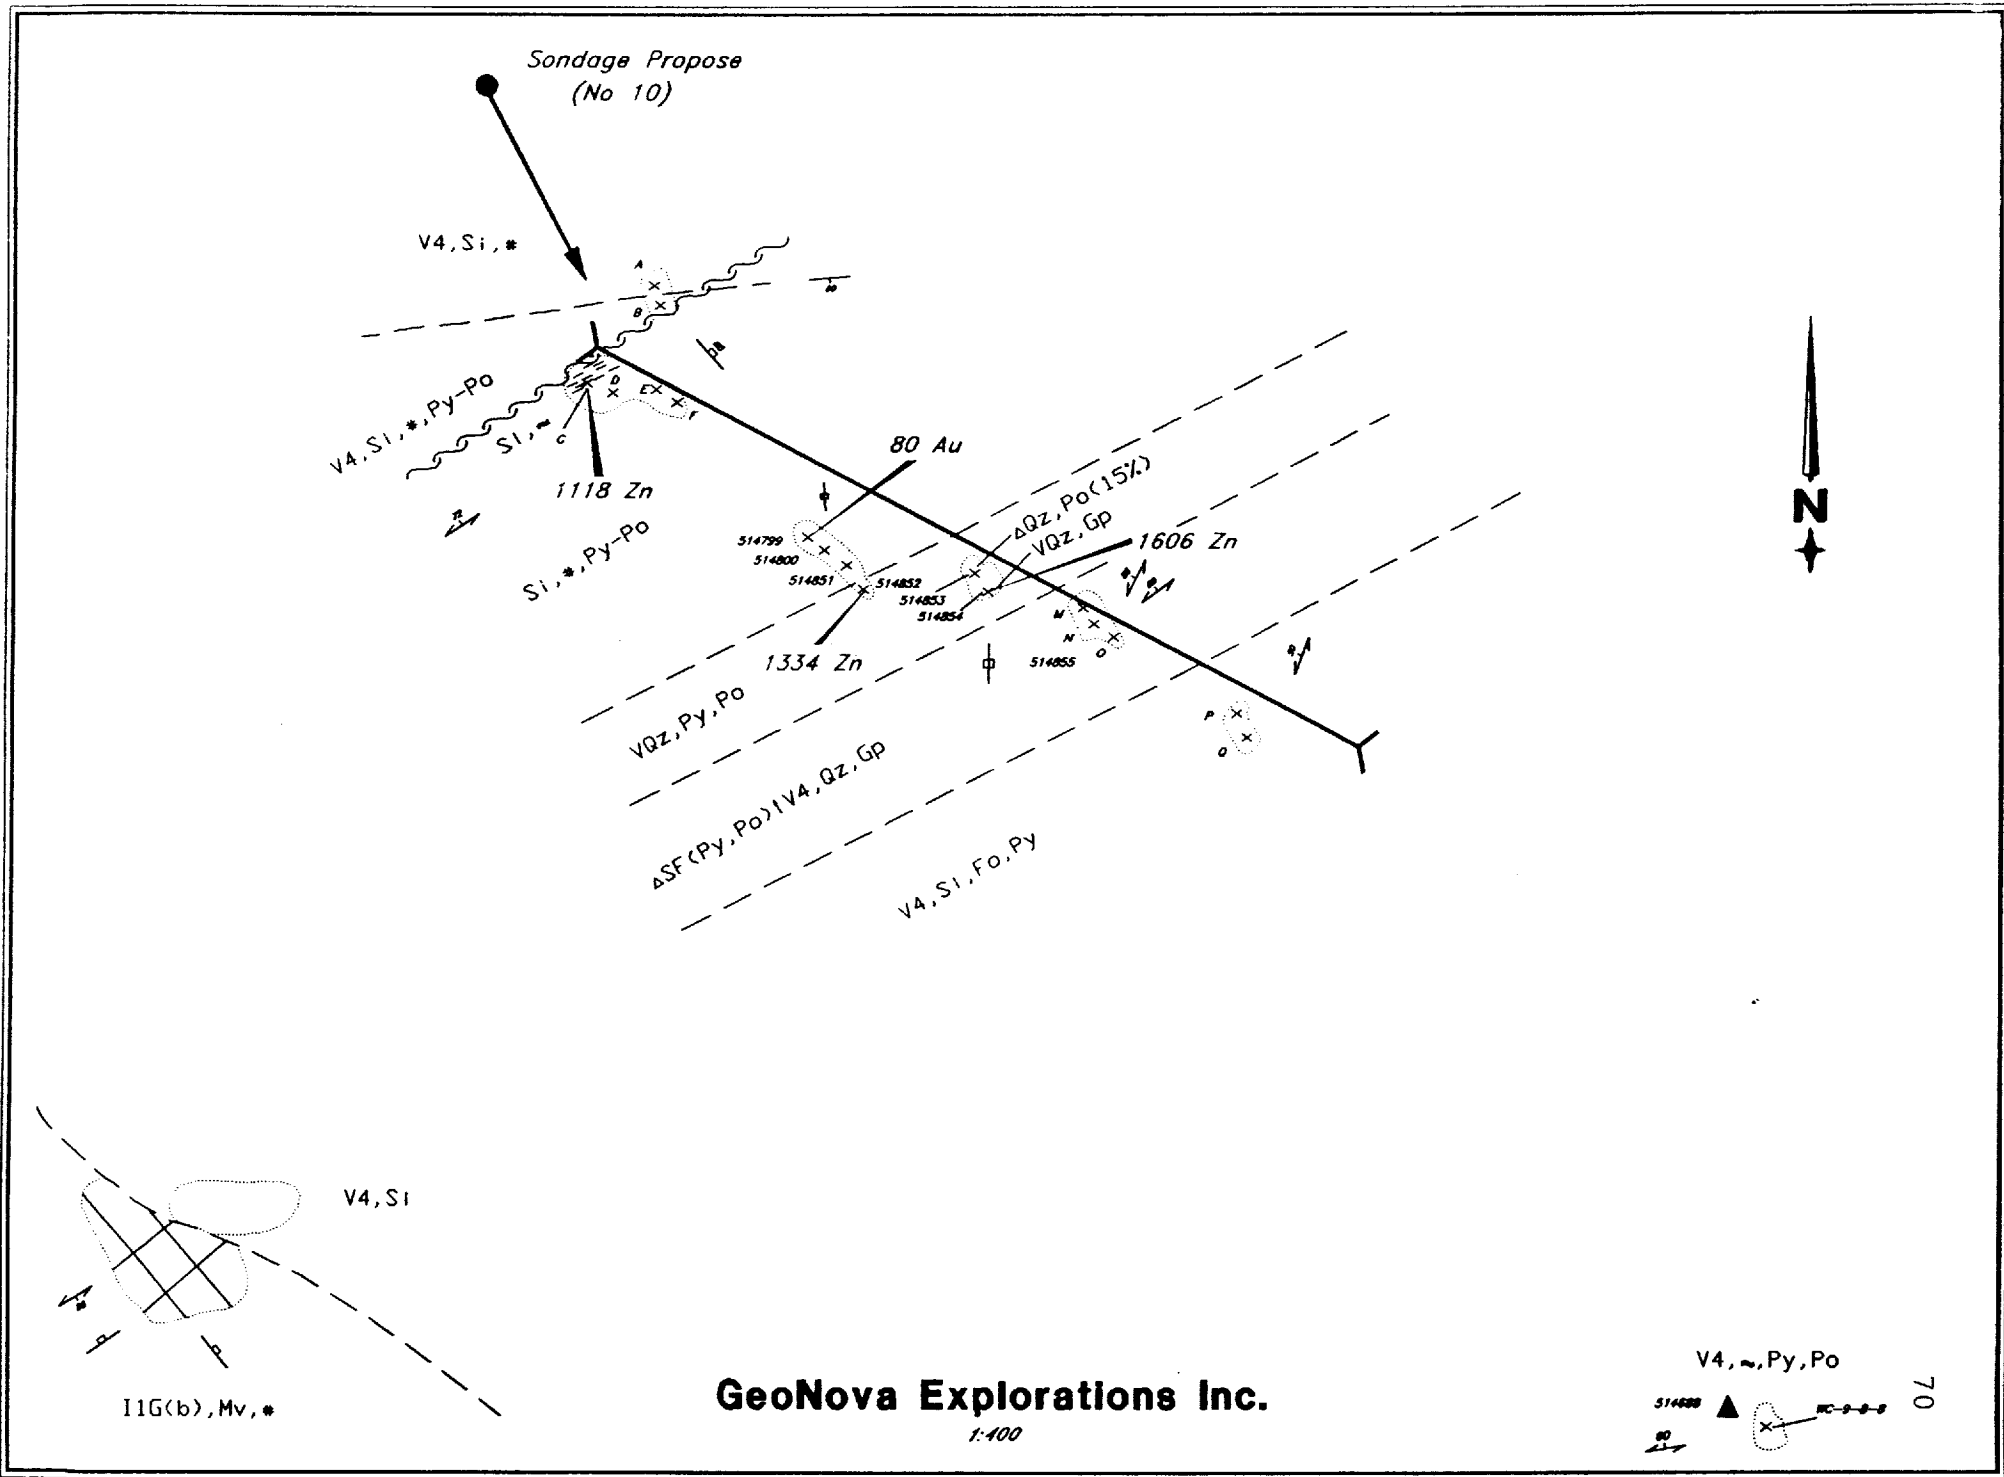 Sondage Propose
(No 10)
V4,Si,*
A
B
V4,Si,*,Py-Po
Si,~
C
D
E
F
1118 Zn
72
80 Au
Si,*,Py-Po
514799
514800
514851
514852
514853
514854
1334 Zn
ΔQz,Po(15%)
VQz,Gp
1606 Zn
M
N
O
514855
P
Q
VQz,Py,Po
ΔSF(Py,Po)!V4,Qz,Gp
V4,Si,Fo,Py
N
V4,Si
I1G(b),Mv,*
GeoNova Explorations Inc.
1:400
V4,~,Py,Po
80
70